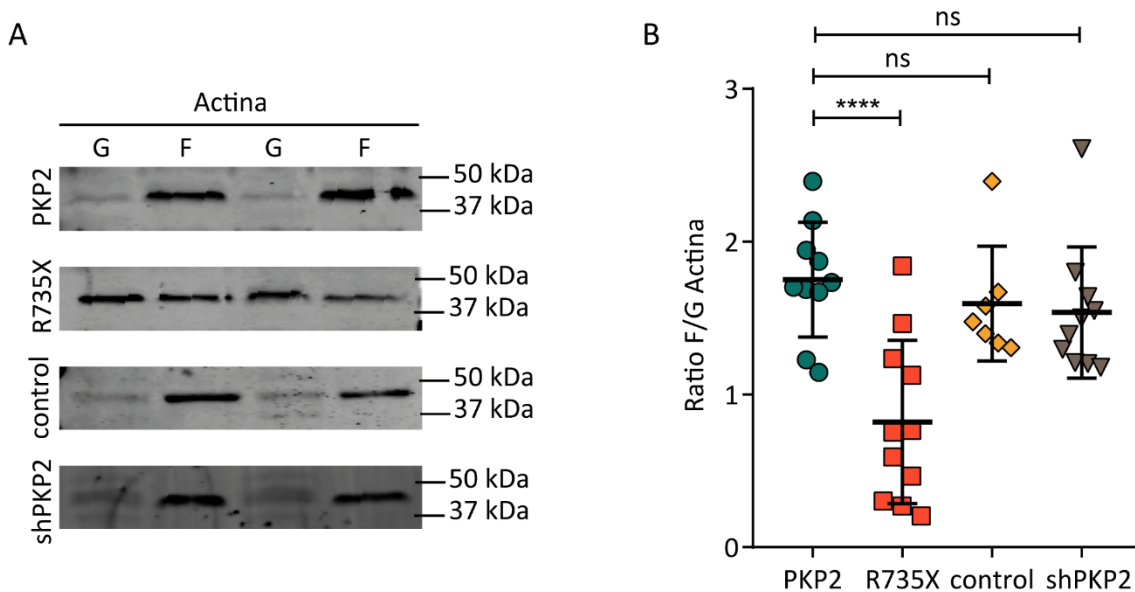 A
Actina
G F G F
PKP2
50 kDa
37 kDa
R735X
50 kDa
37 kDa
control
50 kDa
37 kDa
shPKP2
50 kDa
37 kDa
B
ns
ns
****
Ratio F/G Actina
3
2
1
0
PKP2 R735X control shPKP2